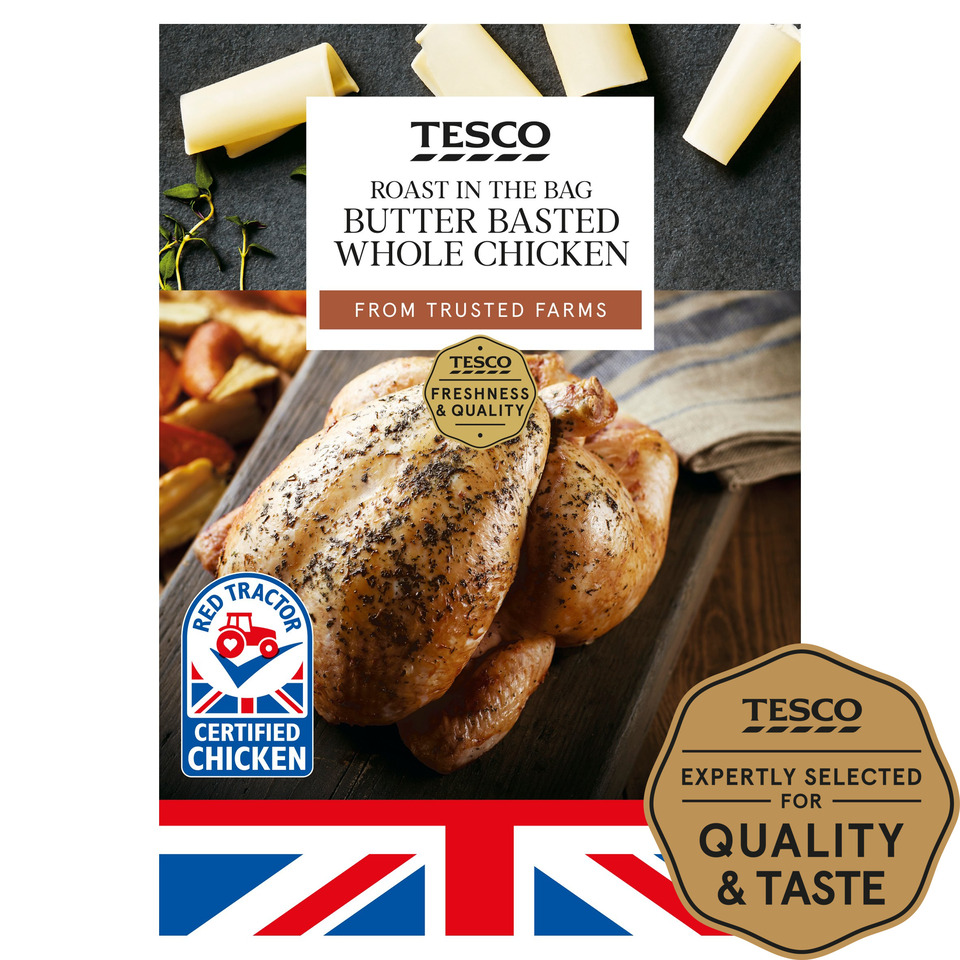 TESCO
ROAST IN THE BAG
BUTTER BASTED
WHOLE CHICKEN
FROM TRUSTED FARMS
TESCO
FRESHNESS
& QUALITY
RED TRACTOR
CERTIFIED
CHICKEN
TESCO
EXPERTLY SELECTED
FOR
QUALITY
& TASTE